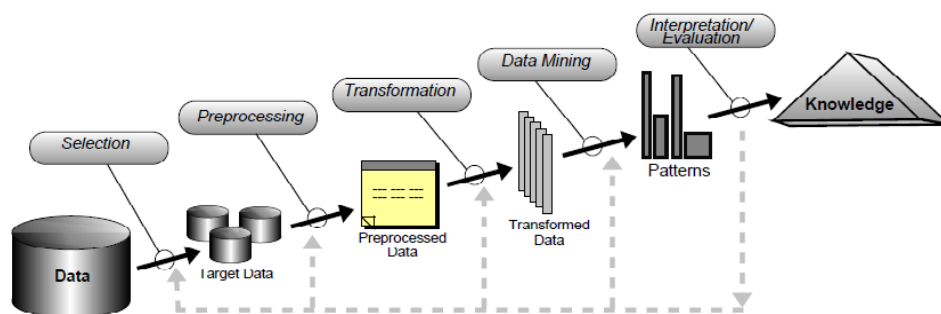 Interpretation/
Evaluation
Data Mining
Transformation
Preprocessing
Selection
Knowledge
Patterns
Transformed
Data
Preprocessed
Data
Target Data
Data